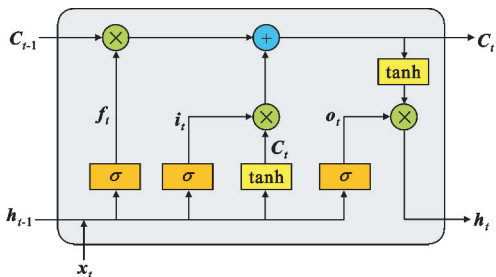 C_{t-1} × + C_t
tanh
f_t i_t × o_t ×
C_t
σ σ tanh σ
h_{t-1} h_t
x_t